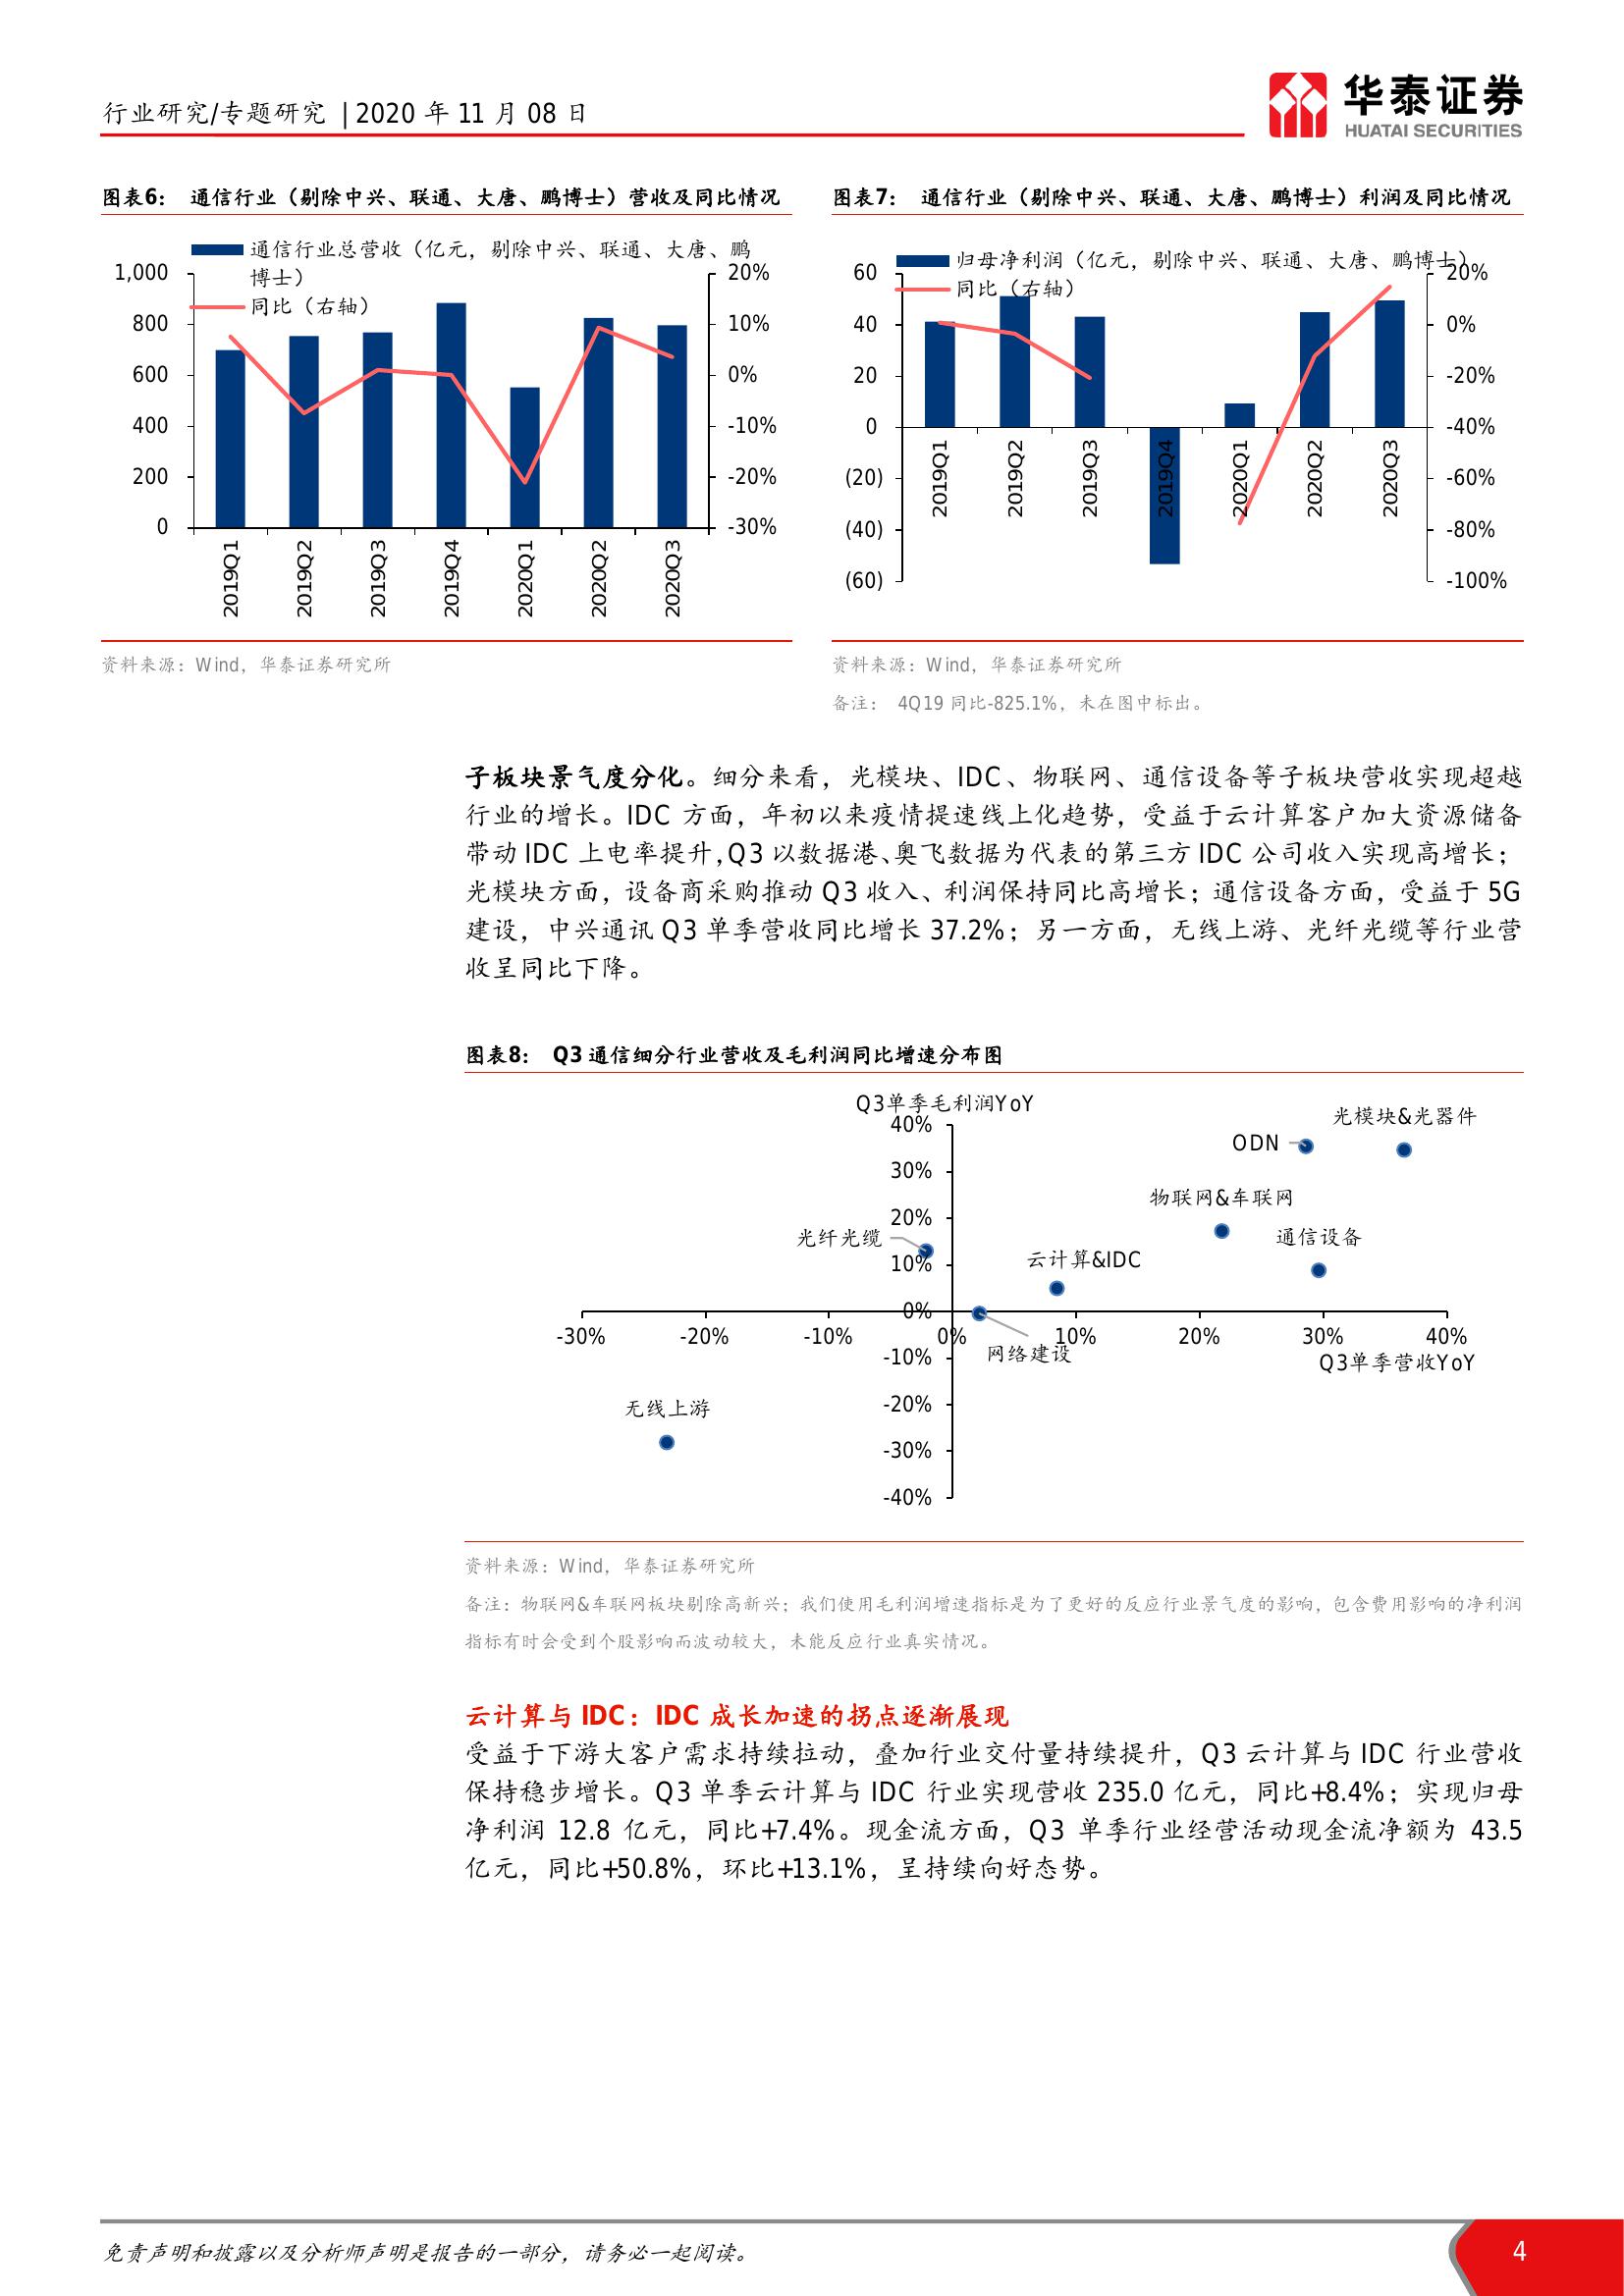 行业研究/专题研究 | 2020 年 11 月 08 日
华泰证券
HUATAI SECURITIES
图表6： 通信行业（剔除中兴、联通、大唐、鹏博士）营收及同比情况
通信行业总营收（亿元，剔除中兴、联通、大唐、鹏
博士）
同比（右轴）
1,000
800
600
400
200
0
20%
10%
0%
-10%
-20%
-30%
2019Q1
2019Q2
2019Q3
2019Q4
2020Q1
2020Q2
2020Q3
资料来源：Wind，华泰证券研究所
图表7： 通信行业（剔除中兴、联通、大唐、鹏博士）利润及同比情况
归母净利润（亿元，剔除中兴、联通、大唐、鹏博士）
同比（右轴）
60
40
20
0
(20)
(40)
(60)
20%
0%
-20%
-40%
-60%
-80%
-100%
2019Q1
2019Q2
2019Q3
2019Q4
2020Q1
2020Q2
2020Q3
资料来源：Wind，华泰证券研究所
备注： 4Q19 同比-825.1%，未在图中标出。
子板块景气度分化。细分来看，光模块、IDC、物联网、通信设备等子板块营收实现超越
行业的增长。IDC 方面，年初以来疫情提速线上化趋势，受益于云计算客户加大资源储备
带动 IDC 上电率提升，Q3 以数据港、奥飞数据为代表的第三方 IDC 公司收入实现高增长；
光模块方面，设备商采购推动 Q3 收入、利润保持同比高增长；通信设备方面，受益于 5G
建设，中兴通讯 Q3 单季营收同比增长 37.2%；另一方面，无线上游、光纤光缆等行业营
收呈同比下降。
图表8： Q3 通信细分行业营收及毛利润同比增速分布图
Q3单季毛利润YoY
40%
30%
20%
10%
0%
-10%
-20%
-30%
-40%
光模块&光器件
ODN
物联网&车联网
光纤光缆
通信设备
云计算&IDC
-30%
-20%
-10%
0%
10%
20%
30%
40%
网络建设
Q3单季营收YoY
无线上游
资料来源：Wind，华泰证券研究所
备注：物联网&车联网板块剔除高新兴；我们使用毛利润增速指标是为了更好的反应行业景气度的影响，包含费用影响的净利润
指标有时会受到个股影响而波动较大，未能反应行业真实情况。
云计算与 IDC：IDC 成长加速的拐点逐渐展现
受益于下游大客户需求持续拉动，叠加行业交付量持续提升，Q3 云计算与 IDC 行业营收
保持稳步增长。Q3 单季云计算与 IDC 行业实现营收 235.0 亿元，同比+8.4%；实现归母
净利润 12.8 亿元，同比+7.4%。现金流方面，Q3 单季行业经营活动现金流净额为 43.5
亿元，同比+50.8%，环比+13.1%，呈持续向好态势。
免责声明和披露以及分析师声明是报告的一部分，请务必一起阅读。
4